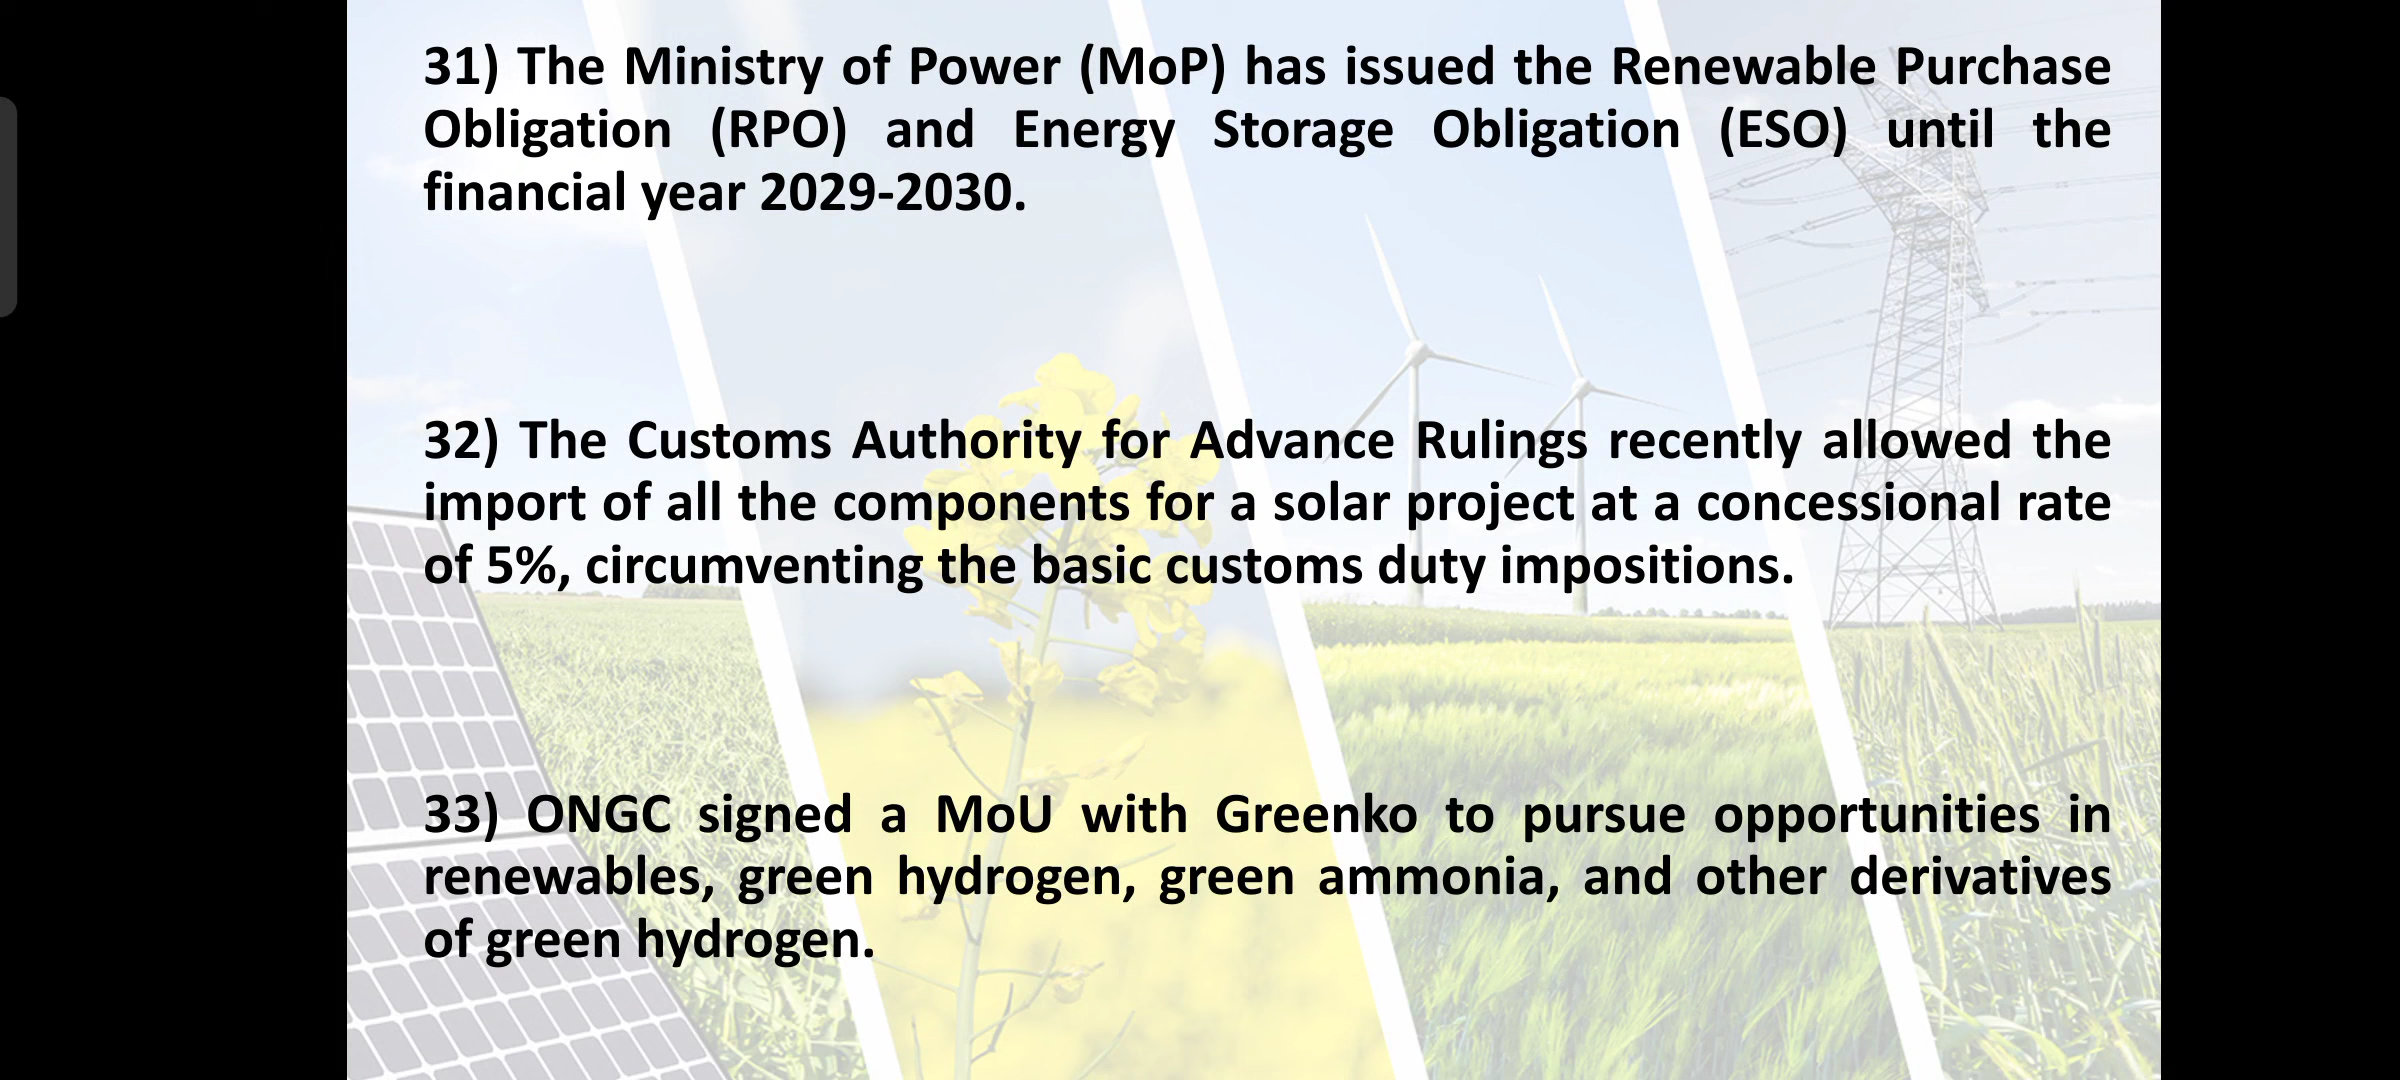 31) The Ministry of Power (MoP) has issued the Renewable Purchase
Obligation (RPO) and Energy Storage Obligation (ESO) until the
financial year 2029-2030.
32) The Customs Authority for Advance Rulings recently allowed the
import of all the components for a solar project at a concessional rate
of 5%, circumventing the basic customs duty impositions.
33) ONGC signed a MoU with Greenko to pursue opportunities in
renewables, green hydrogen, green ammonia, and other derivatives
of green hydrogen.